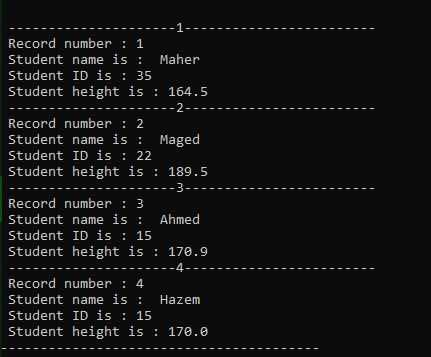 ---------------------1------------------------
Record number : 1
Student name is :  Maher
Student ID is : 35
Student height is : 164.5
---------------------2------------------------
Record number : 2
Student name is :  Maged
Student ID is : 22
Student height is : 189.5
---------------------3------------------------
Record number : 3
Student name is :  Ahmed
Student ID is : 15
Student height is : 170.9
---------------------4------------------------
Record number : 4
Student name is :  Hazem
Student ID is : 15
Student height is : 170.0
----------------------------------------